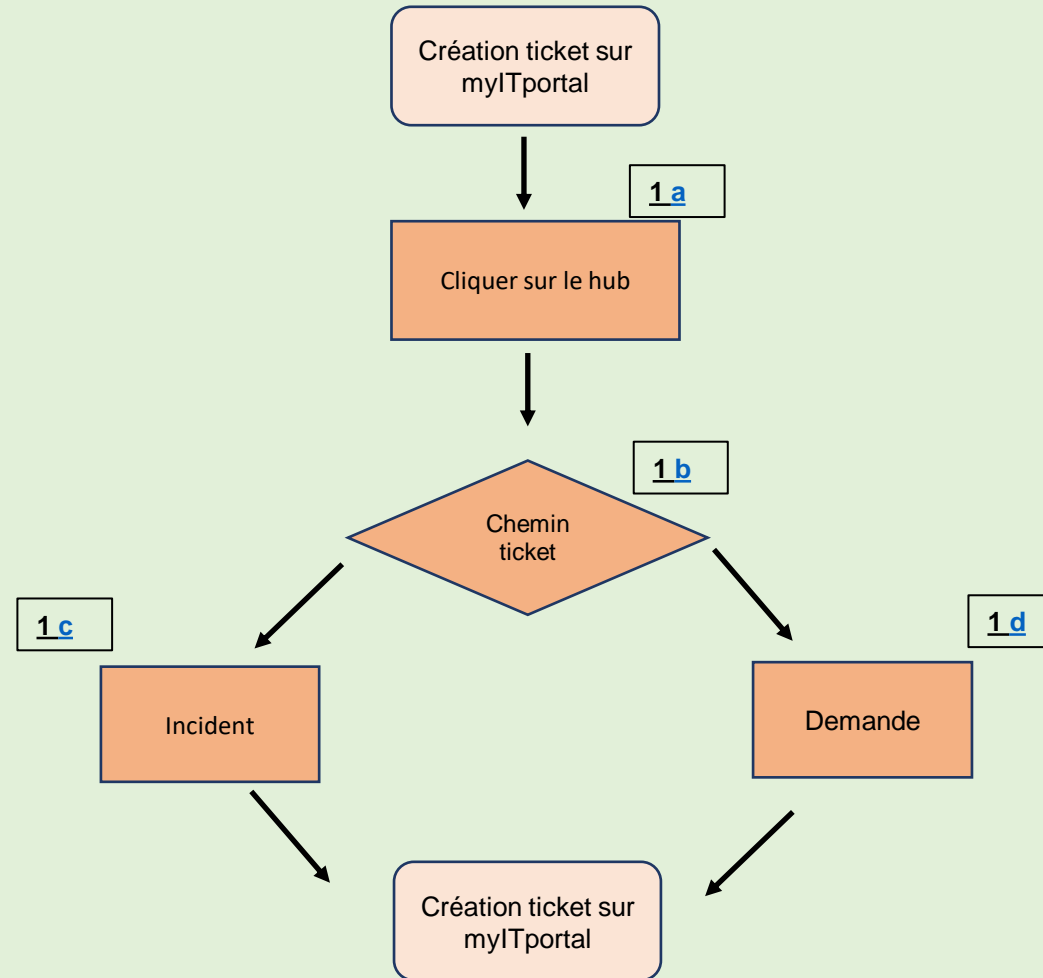 Création ticket sur
myITportal
1 a
Cliquer sur le hub
1 b
Chemin
ticket
1 c
1 d
Incident
Demande
Création ticket sur
myITportal